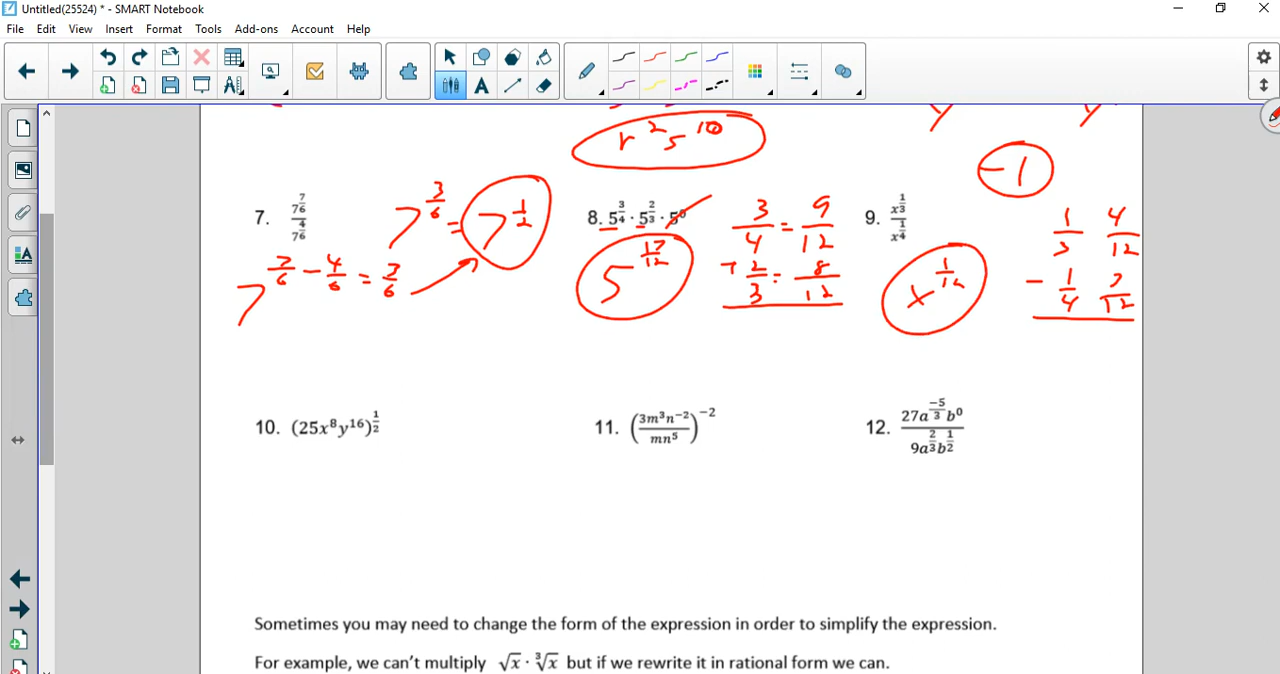 Untitled(25524) * - SMART Notebook
File Edit View Insert Format Tools Add-ons Account Help
r²s¹⁰
-1
7. 7^(7/6) / 7^(4/6)
7^(3/6) = 7^(1/2)
7^(7/6) - 4/6 = 3/6
8. 5^(3/4) · 5^(2/3) · 5⁰
5^(17/12)
3/4 = 9/12
+ 2/3 = 8/12
9. x^(1/3) / x^(1/4)
x^(1/12)
1/3 4/12
- 1/4 3/12
10. (25x⁸y¹⁶)^(1/2)
11. (3m³n⁻² / mn⁵)⁻²
12. 27a^(-5/3)b⁰ / 9a^(2/3)b^(1/2)
Sometimes you may need to change the form of the expression in order to simplify the expression.
For example, we can't multiply √x · ∛x but if we rewrite it in rational form we can.